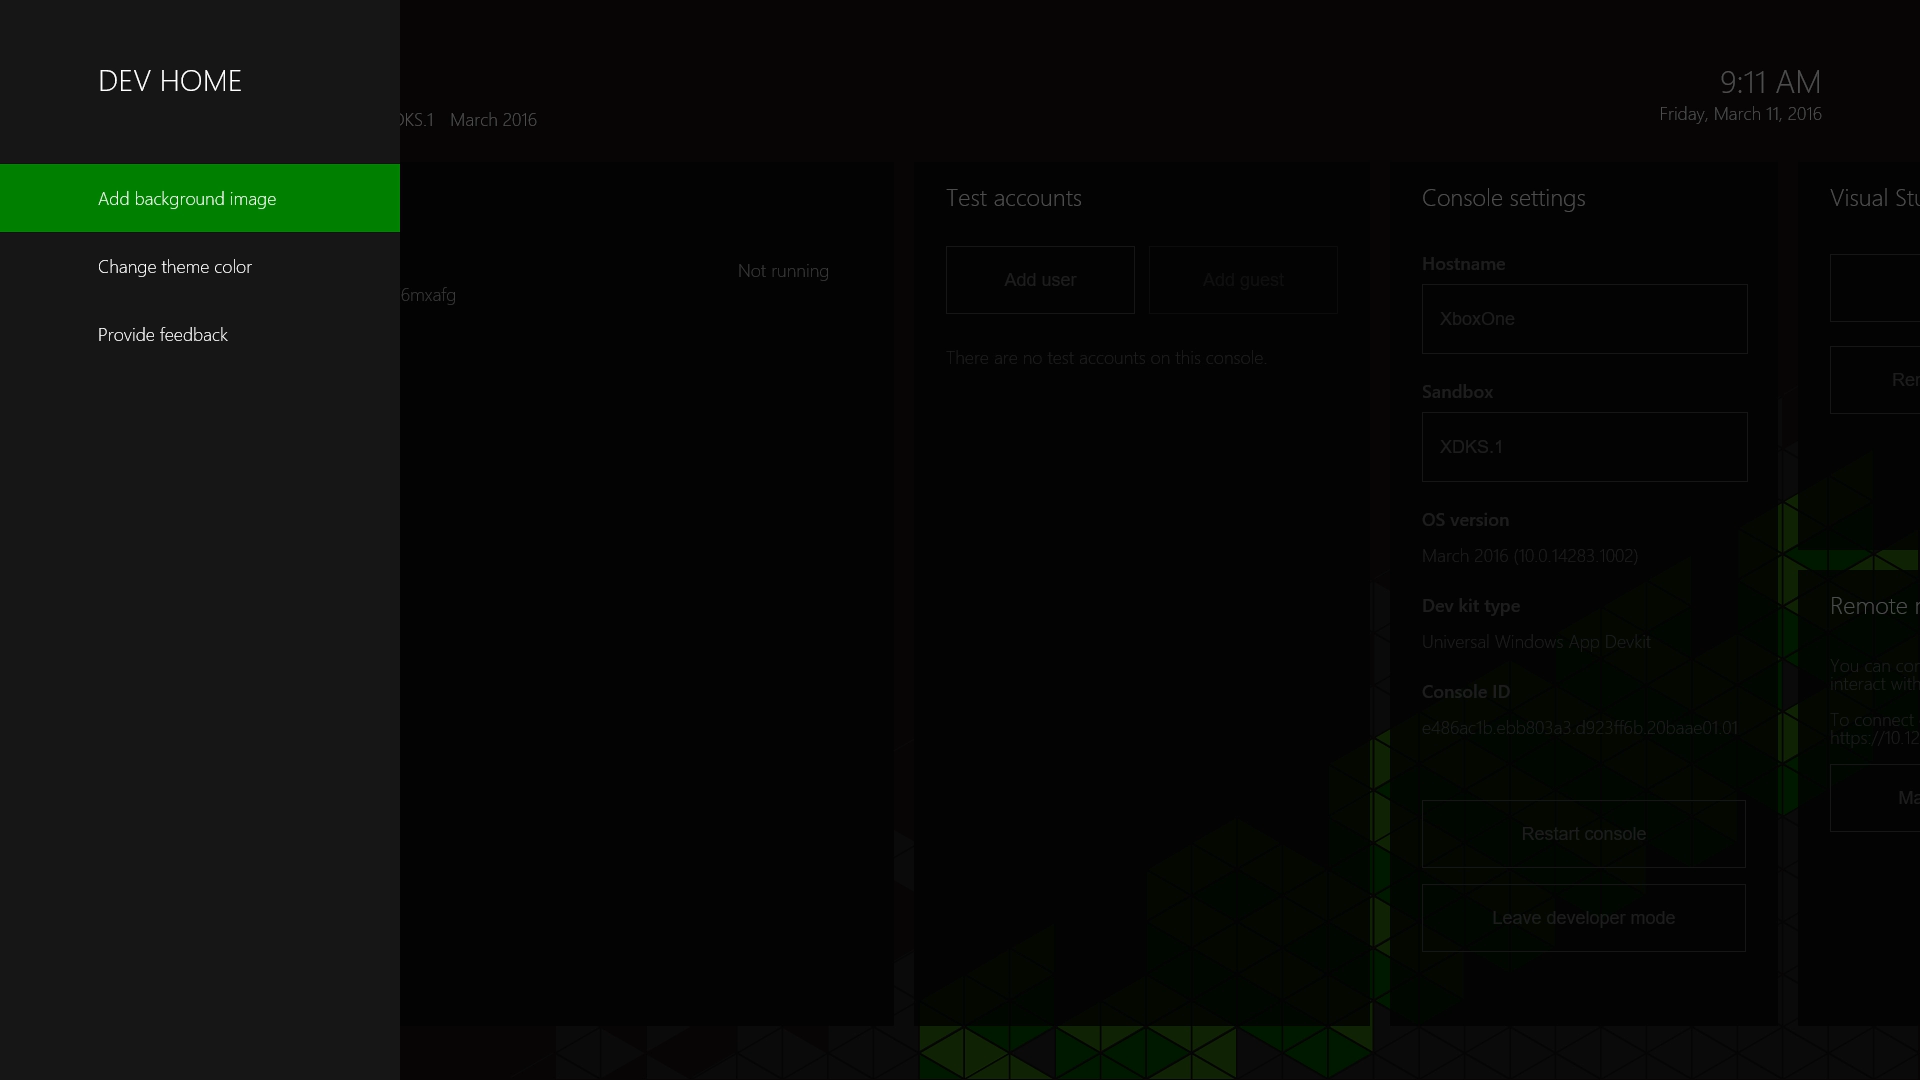 DEV HOME
Add background image
Change theme color
Provide feedback
DKS.1 March 2016
9:11 AM
Friday, March 11, 2016
Not running
6mxafg
Test accounts
Add user
Add guest
There are no test accounts on this console.
Console settings
Hostname
XboxOne
Sandbox
XDKS.1
OS version
March 2016 (10.0.14283.1002)
Dev kit type
Universal Windows App Devkit
Console ID
e486ac1b.ebb803a3.d923ff6b.20baae01.01
Restart console
Leave developer mode
Visual Stu
Rem
Remote
You can con
interact with
To connect
https://10.12
Ma